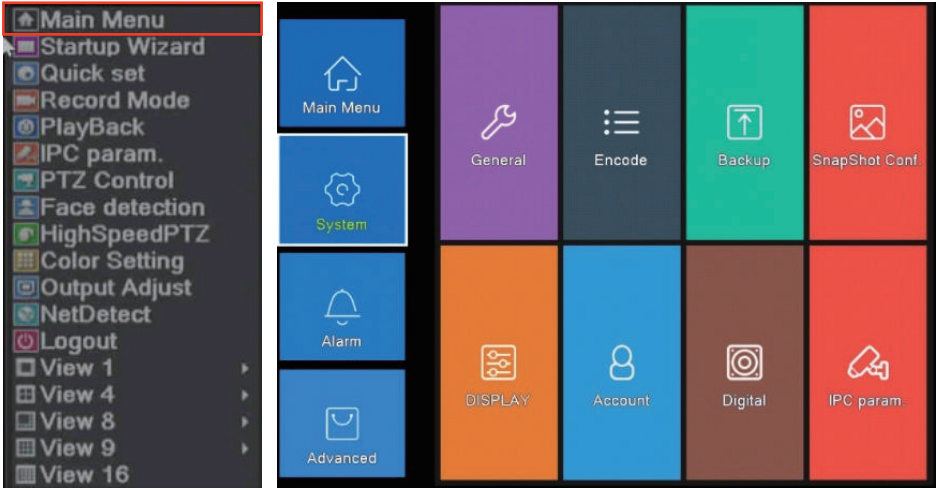 Main Menu
Startup Wizard
Quick set
Record Mode
PlayBack
IPC param.
PTZ Control
Face detection
HighSpeedPTZ
Color Setting
Output Adjust
NetDetect
Logout
View 1
View 4
View 8
View 9
View 16
Main Menu
System
Alarm
Advanced
General
Encode
Backup
SnapShot Conf.
DISPLAY
Account
Digital
IPC param.